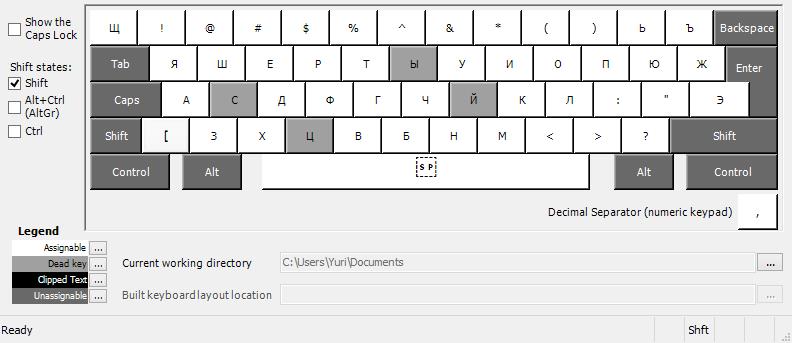 Show the
Caps Lock
Shift states:
Shift
Alt+Ctrl
(AltGr)
Ctrl
Щ ! @ # $ % ^ & * ( ) Ь Ъ Backspace
Tab Я Ш Е Р Т Ы У И О П Ю Ж Enter
Caps А С Д Ф Г Ч Й К Л : " Э
Shift [ З Х Ц В Б Н М < > ? Shift
Control Alt SP Alt Control
Decimal Separator (numeric keypad) ,
Legend
Assignable ...
Dead key ...
Clipped Text ...
Unassignable ...
Current working directory C:\Users\Yuri\Documents ...
Built keyboard layout location ...
Ready Shft